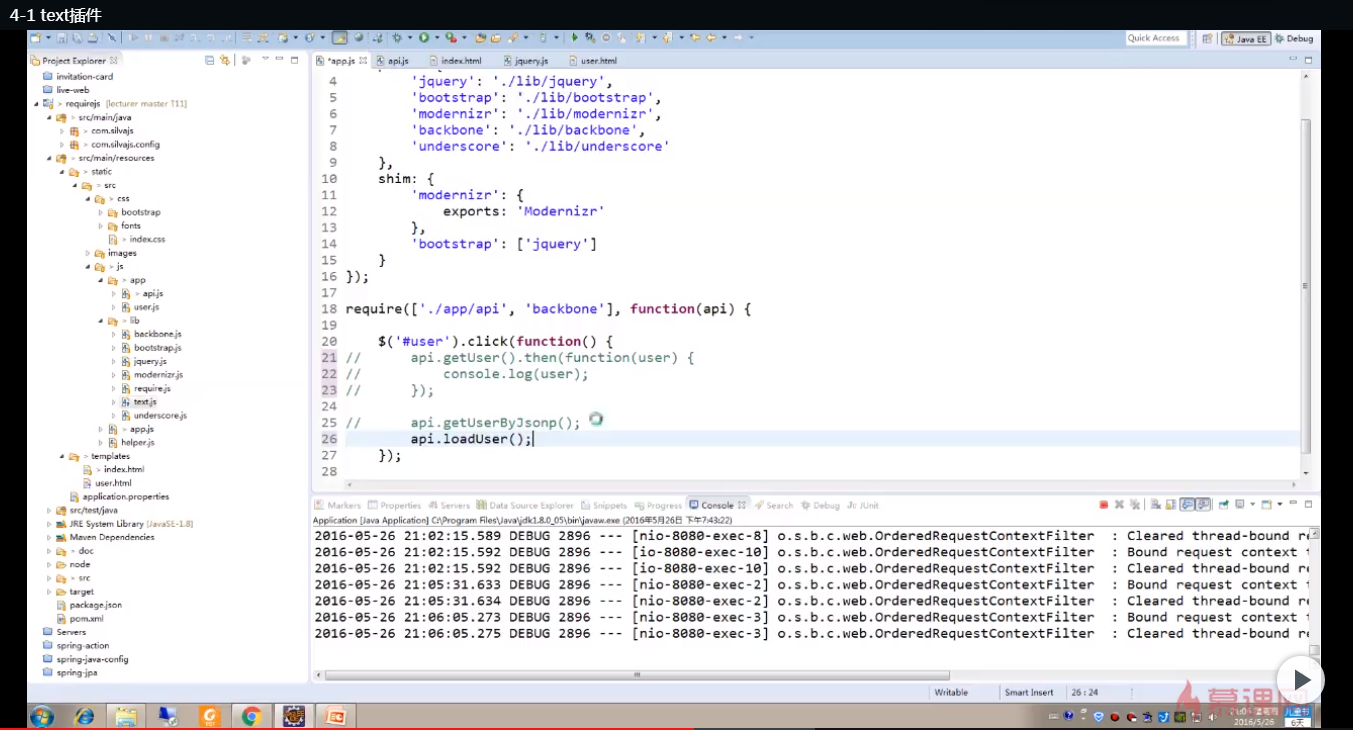 4-1 text插件
Quick Access
Java EE
Debug
Project Explorer
invitation-card
live-web
> requirejs [lecturer master ↑11]
> src/main/java
> com.silvajs
> com.silvajs.config
> src/main/resources
> static
> src
> css
bootstrap
fonts
> index.css
images
> js
> app
> api.js
user.js
> lib
backbone.js
bootstrap.js
jquery.js
modernizr.js
require.js
text.js
underscore.js
> app.js
helper.js
> templates
> index.html
user.html
application.properties
src/test/java
JRE System Library [JavaSE-1.8]
Maven Dependencies
> doc
node
> src
target
package.json
pom.xml
Servers
spring-action
spring-java-config
spring-jpa
*app.js
api.js
index.html
jquery.js
user.html
4 'jquery': './lib/jquery',
5 'bootstrap': './lib/bootstrap',
6 'modernizr': './lib/modernizr',
7 'backbone': './lib/backbone',
8 'underscore': './lib/underscore'
9 },
10 shim: {
11 'modernizr': {
12 exports: 'Modernizr'
13 },
14 'bootstrap': ['jquery']
15 }
16 });
17
18 require(['./app/api', 'backbone'], function(api) {
19
20 $('#user').click(function() {
21 // api.getUser().then(function(user) {
22 // console.log(user);
23 // });
24
25 // api.getUserByJsonp();
26 api.loadUser();
27 });
28
Markers Properties Servers Data Source Explorer Snippets Progress Console Search Debug JUnit
Application [Java Application] C:\Program Files\Java\jdk1.8.0_05\bin\javaw.exe (2016年5月26日 下午7:43:22)
2016-05-26 21:02:15.589 DEBUG 2896 --- [nio-8080-exec-8] o.s.b.c.web.OrderedRequestContextFilter : Cleared thread-bound re
2016-05-26 21:02:15.592 DEBUG 2896 --- [io-8080-exec-10] o.s.b.c.web.OrderedRequestContextFilter : Bound request context t
2016-05-26 21:02:15.592 DEBUG 2896 --- [io-8080-exec-10] o.s.b.c.web.OrderedRequestContextFilter : Cleared thread-bound re
2016-05-26 21:05:31.633 DEBUG 2896 --- [nio-8080-exec-2] o.s.b.c.web.OrderedRequestContextFilter : Bound request context t
2016-05-26 21:05:31.634 DEBUG 2896 --- [nio-8080-exec-2] o.s.b.c.web.OrderedRequestContextFilter : Cleared thread-bound re
2016-05-26 21:06:05.273 DEBUG 2896 --- [nio-8080-exec-3] o.s.b.c.web.OrderedRequestContextFilter : Bound request context t
2016-05-26 21:06:05.275 DEBUG 2896 --- [nio-8080-exec-3] o.s.b.c.web.OrderedRequestContextFilter : Cleared thread-bound re
Writable Smart Insert 26 : 24
慕课网
2016/5/26
儿童节
6天